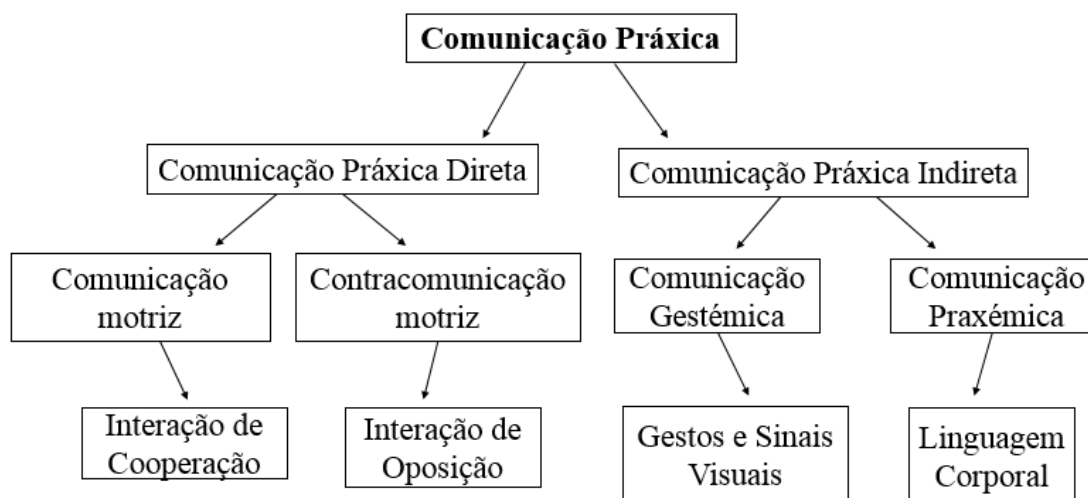 Comunicação Práxica
Comunicação Práxica Direta
Comunicação Práxica Indireta
Comunicação
motriz
Contracomunicação
motriz
Comunicação
Gestémica
Comunicação
Praxémica
Interação de
Cooperação
Interação de
Oposição
Gestos e Sinais
Visuais
Linguagem
Corporal